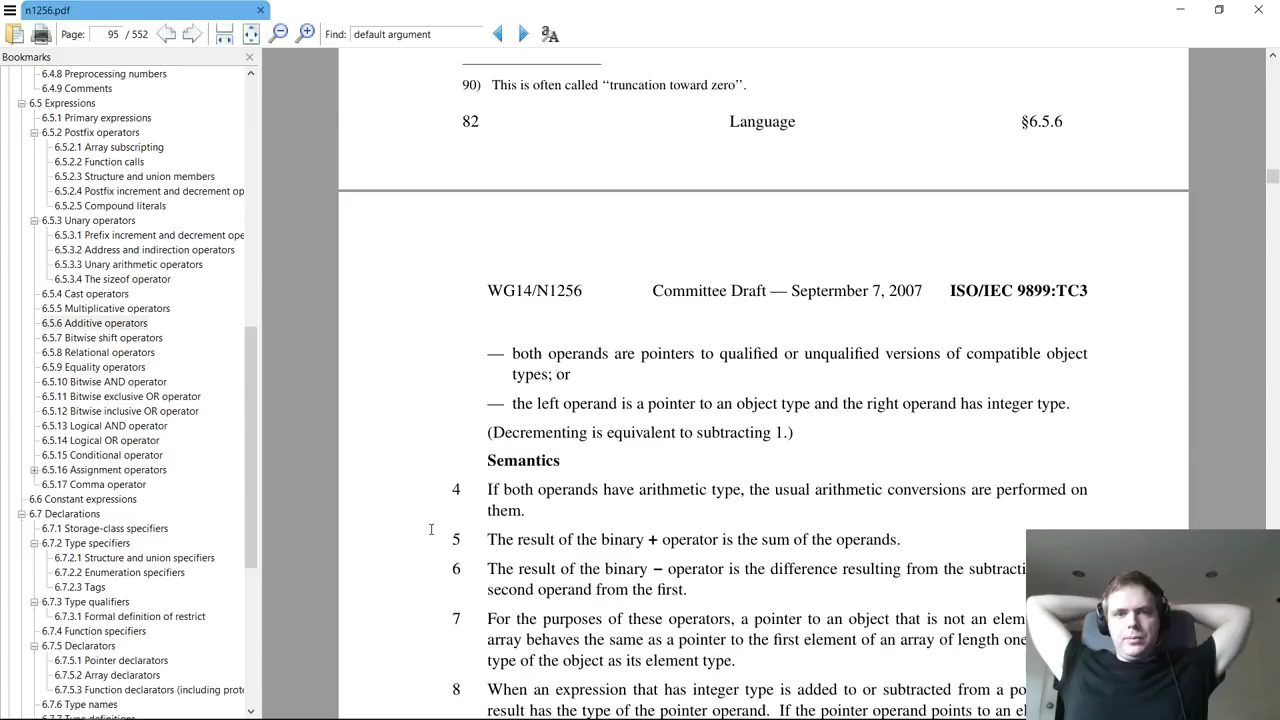 n1256.pdf
Page: 95 / 552 Find: default argument
Bookmarks
6.4.8 Preprocessing numbers
6.4.9 Comments
6.5 Expressions
6.5.1 Primary expressions
6.5.2 Postfix operators
6.5.2.1 Array subscripting
6.5.2.2 Function calls
6.5.2.3 Structure and union members
6.5.2.4 Postfix increment and decrement op
6.5.2.5 Compound literals
6.5.3 Unary operators
6.5.3.1 Prefix increment and decrement ope
6.5.3.2 Address and indirection operators
6.5.3.3 Unary arithmetic operators
6.5.3.4 The sizeof operator
6.5.4 Cast operators
6.5.5 Multiplicative operators
6.5.6 Additive operators
6.5.7 Bitwise shift operators
6.5.8 Relational operators
6.5.9 Equality operators
6.5.10 Bitwise AND operator
6.5.11 Bitwise exclusive OR operator
6.5.12 Bitwise inclusive OR operator
6.5.13 Logical AND operator
6.5.14 Logical OR operator
6.5.15 Conditional operator
6.5.16 Assignment operators
6.5.17 Comma operator
6.6 Constant expressions
6.7 Declarations
6.7.1 Storage-class specifiers
6.7.2 Type specifiers
6.7.2.1 Structure and union specifiers
6.7.2.2 Enumeration specifiers
6.7.2.3 Tags
6.7.3 Type qualifiers
6.7.3.1 Formal definition of restrict
6.7.4 Function specifiers
6.7.5 Declarators
6.7.5.1 Pointer declarators
6.7.5.2 Array declarators
6.7.5.3 Function declarators (including proto
6.7.6 Type names
6.7.7 Type definitions
90) This is often called ‘‘truncation toward zero’’.
82 Language §6.5.6
WG14/N1256 Committee Draft — Septermber 7, 2007 ISO/IEC 9899:TC3
— both operands are pointers to qualified or unqualified versions of compatible object
types; or
— the left operand is a pointer to an object type and the right operand has integer type.
(Decrementing is equivalent to subtracting 1.)
Semantics
4 If both operands have arithmetic type, the usual arithmetic conversions are performed on
them.
5 The result of the binary + operator is the sum of the operands.
6 The result of the binary − operator is the difference resulting from the subtracti
second operand from the first.
7 For the purposes of these operators, a pointer to an object that is not an elem
array behaves the same as a pointer to the first element of an array of length one
type of the object as its element type.
8 When an expression that has integer type is added to or subtracted from a po
result has the type of the pointer operand. If the pointer operand points to an el